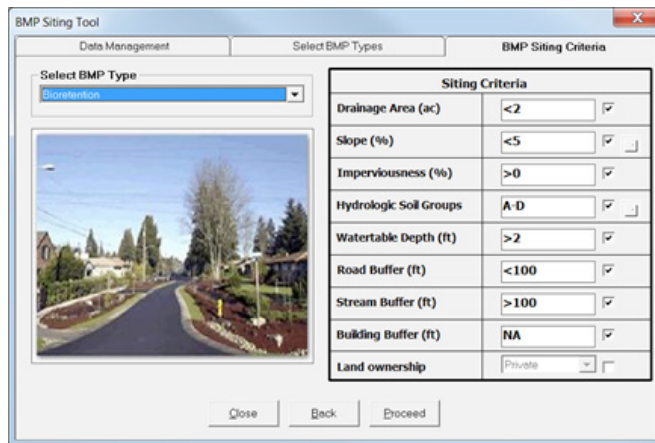 BMP Siting Tool
Data Management Select BMP Types BMP Siting Criteria
Select BMP Type
Bioretention
Siting Criteria
Drainage Area (ac) <2
Slope (%) <5
Imperviousness (%) >0
Hydrologic Soil Groups A-D
Watertable Depth (ft) >2
Road Buffer (ft) <100
Stream Buffer (ft) >100
Building Buffer (ft) NA
Land ownership Private
Close Back Proceed